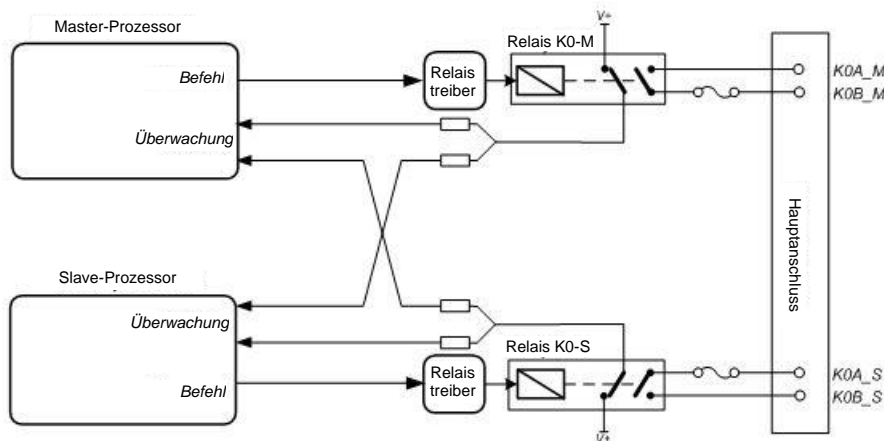 Master-Prozessor
V+
Relais K0-M
Befehl
Relais
treiber
K0A_M
K0B_M
Überwachung
Hauptanschluss
Slave-Prozessor
Überwachung
Relais K0-S
Befehl
Relais
treiber
K0A_S
K0B_S
V+